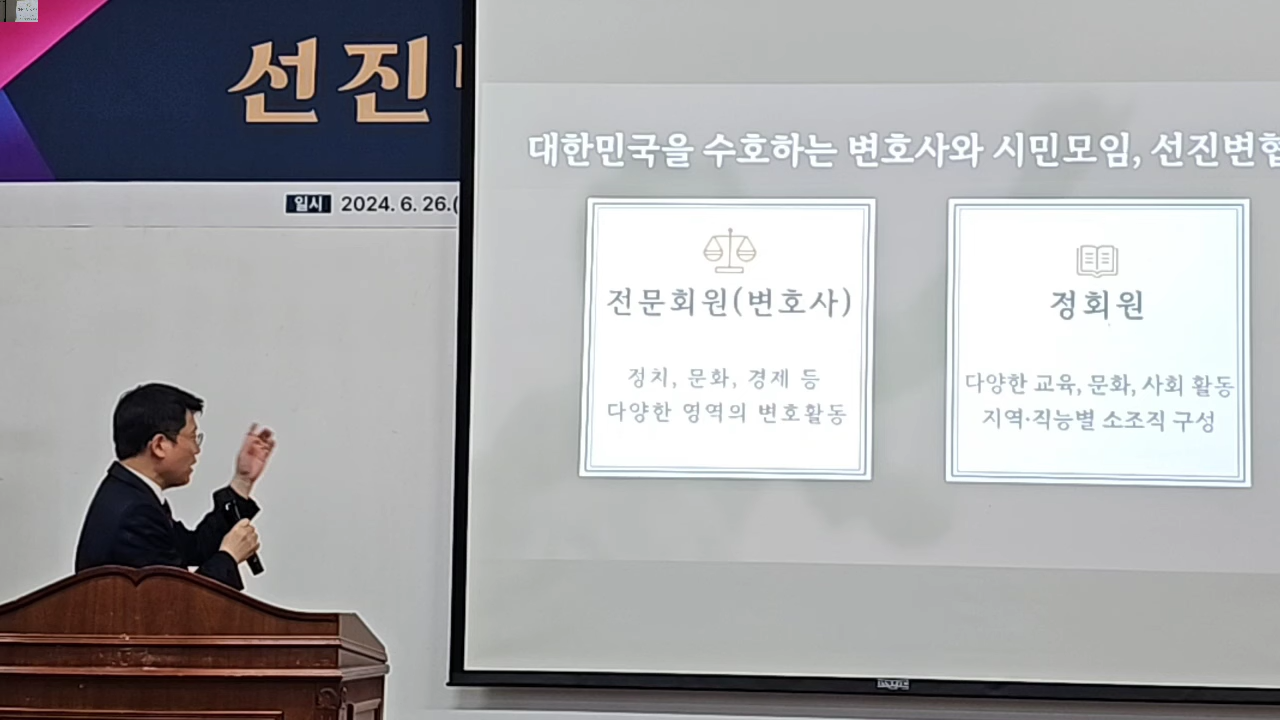 선진
일시 2024. 6. 26.(
대한민국을 수호하는 변호사와 시민모임, 선진변협
전문회원(변호사)
정치, 문화, 경제 등
다양한 영역의 변호활동
정회원
다양한 교육, 문화, 사회 활동
지역·직능별 소조직 구성